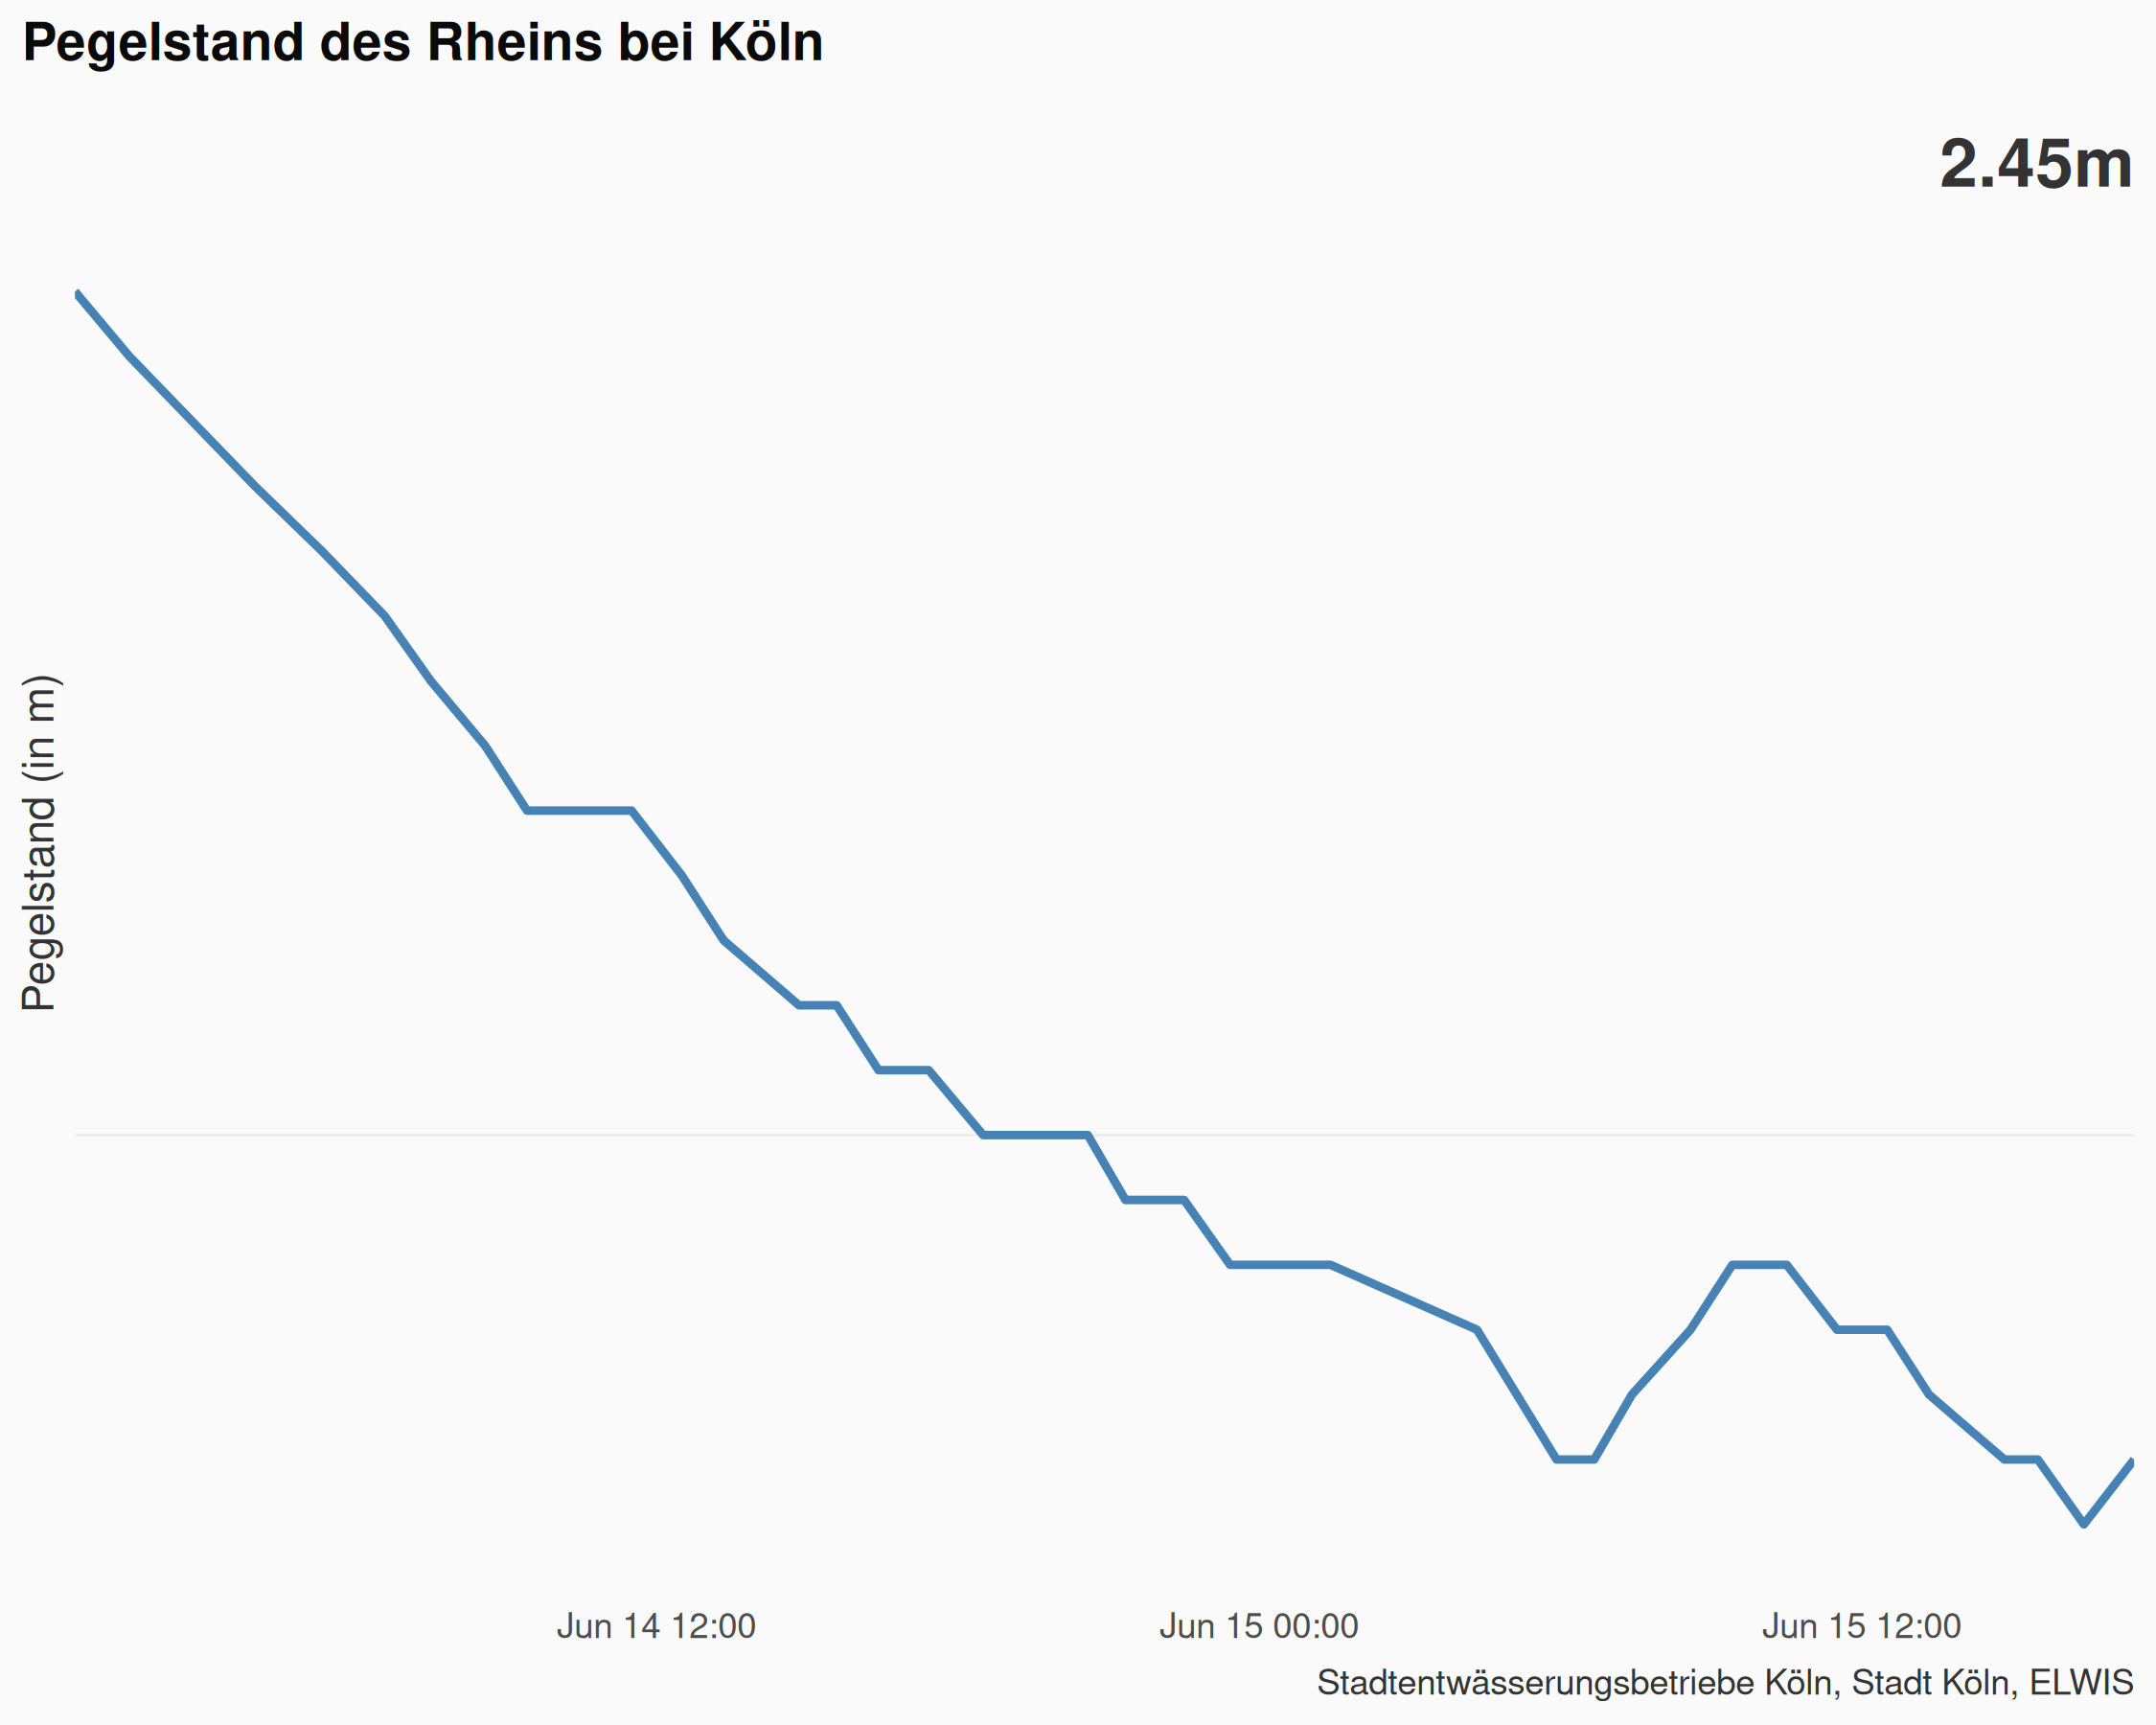 Pegelstand des Rheins bei Köln
2.45m
Pegelstand (in m)
Jun 14 12:00
Jun 15 00:00
Jun 15 12:00
Stadtentwässerungsbetriebe Köln, Stadt Köln, ELWIS